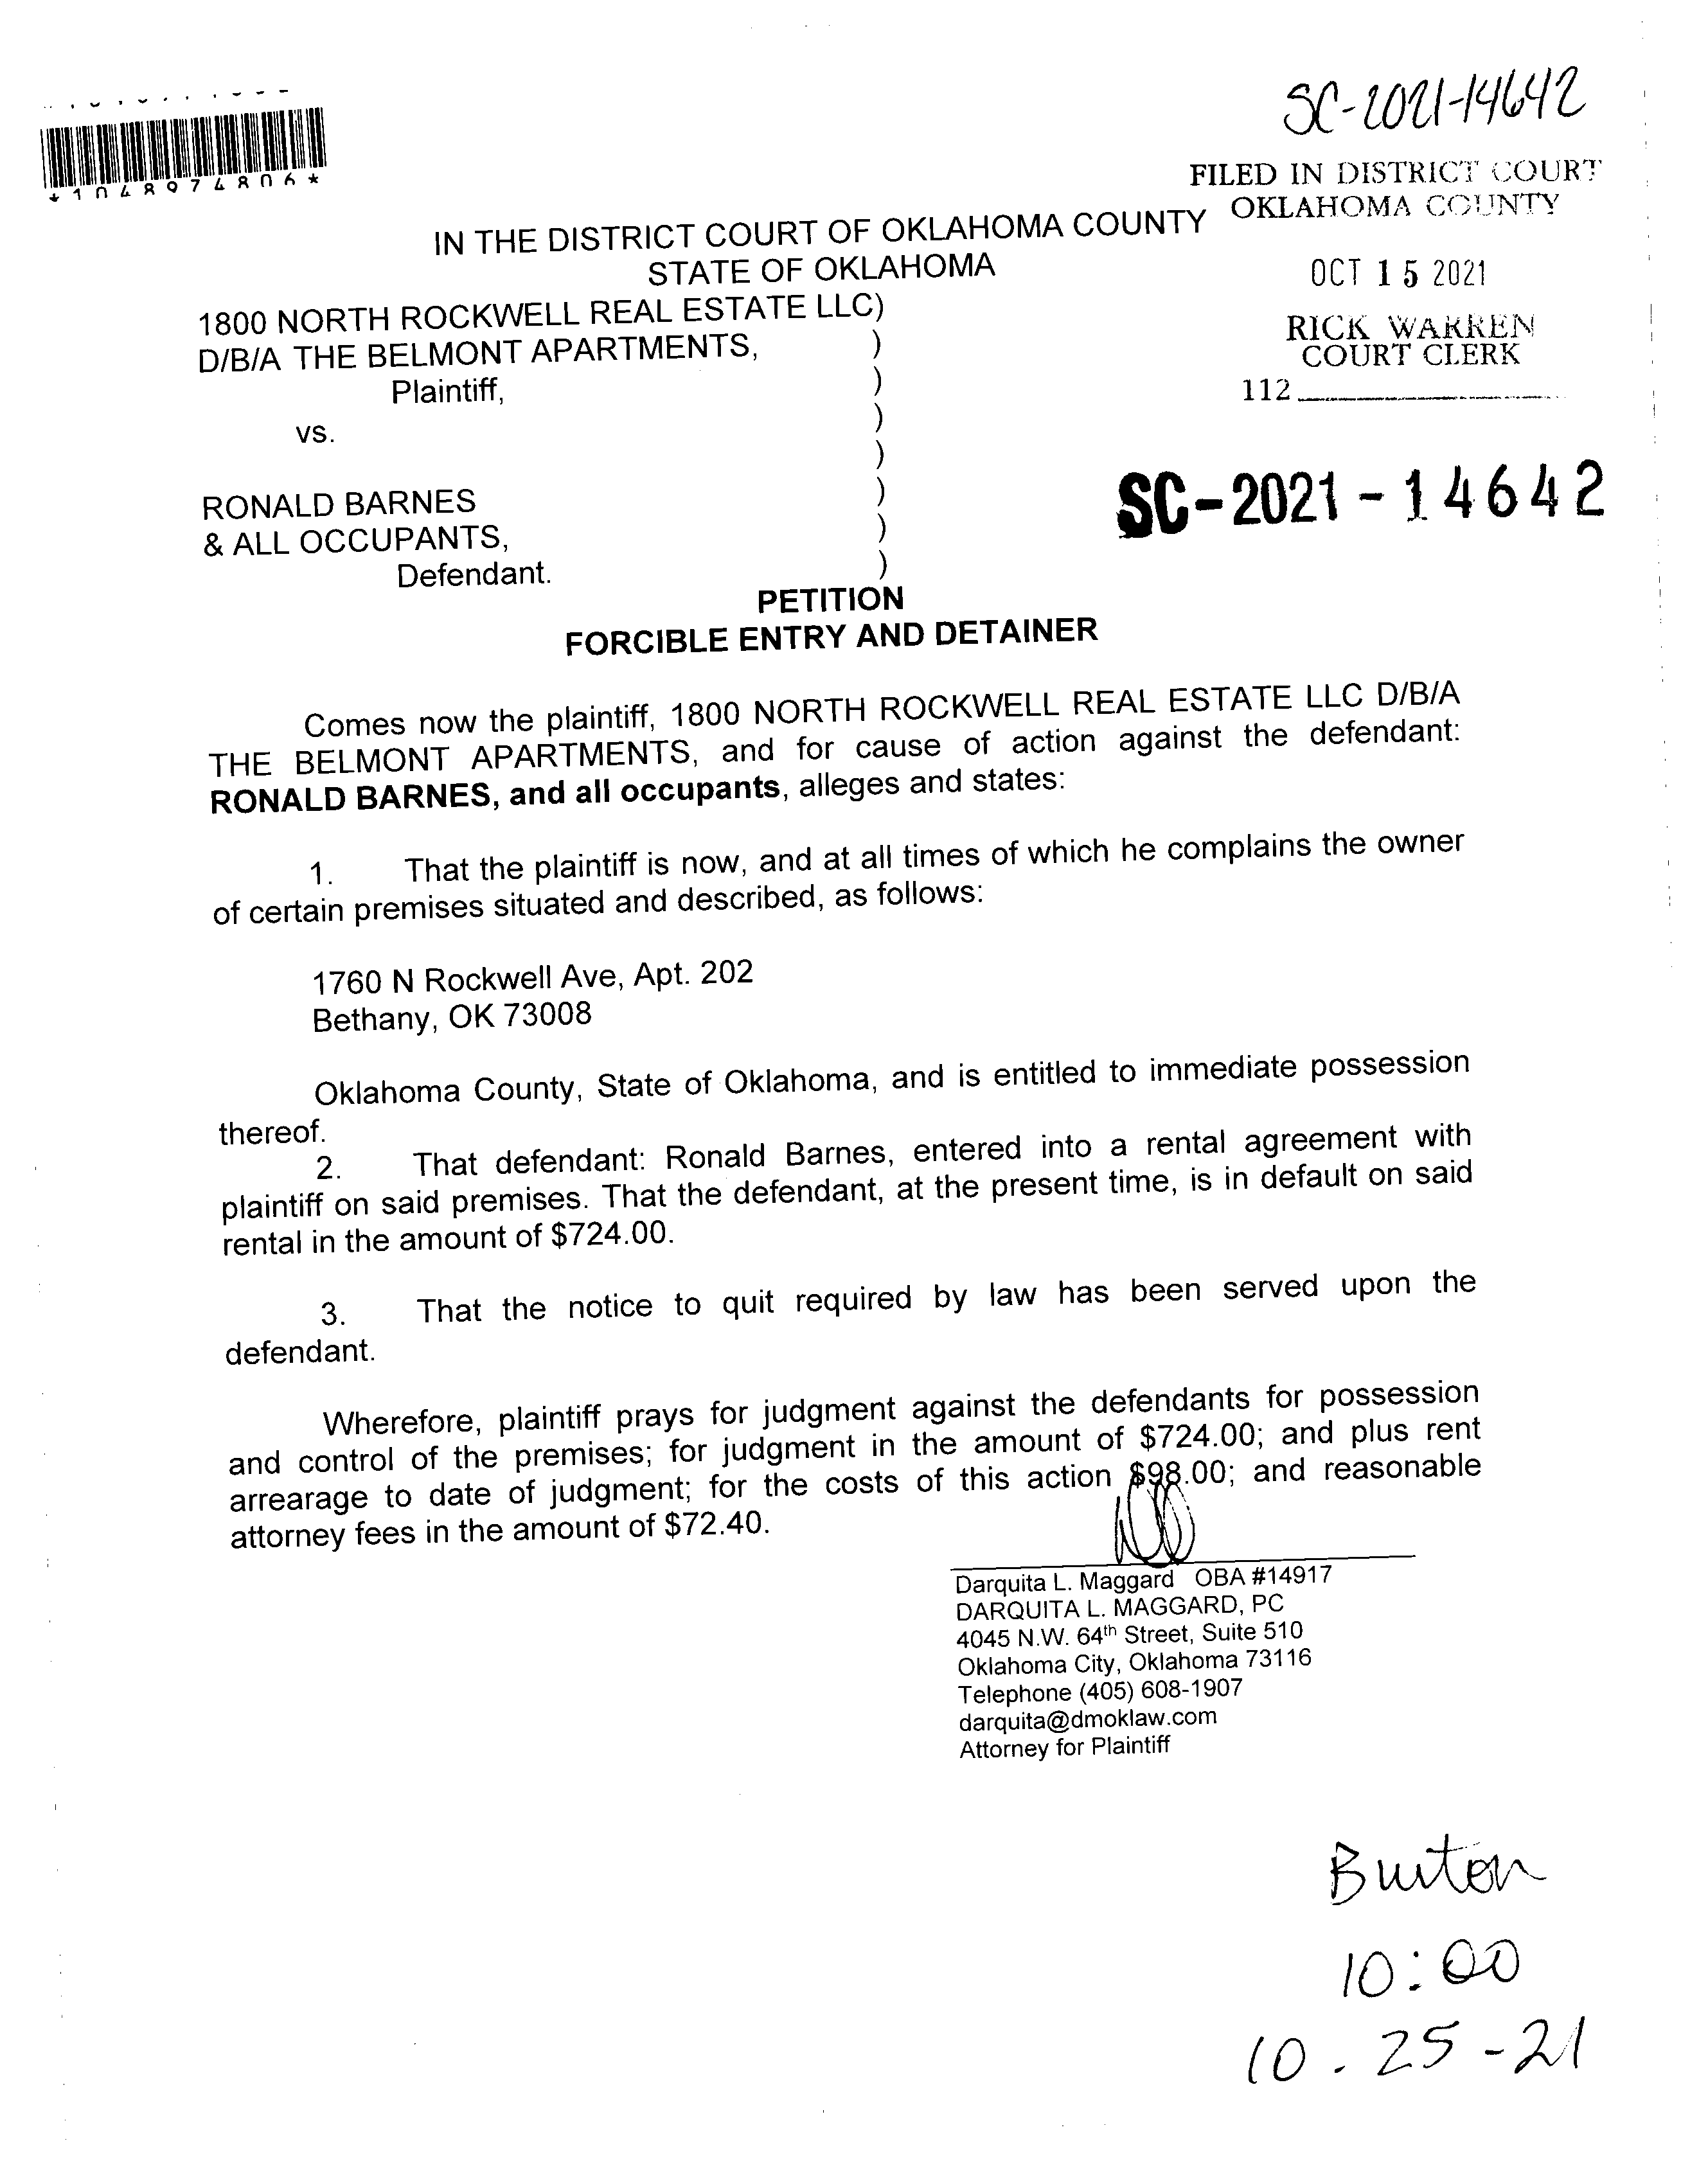 SC-2021-14642
*1048974806*
FILED IN DISTRICT COURT
OKLAHOMA COUNTY
IN THE DISTRICT COURT OF OKLAHOMA COUNTY
STATE OF OKLAHOMA
OCT 15 2021
1800 NORTH ROCKWELL REAL ESTATE LLC)
D/B/A THE BELMONT APARTMENTS, )
Plaintiff, )
RICK WARREN
COURT CLERK
112
vs. )
)
RONALD BARNES )
& ALL OCCUPANTS, )
Defendant. )
SC-2021-14642
PETITION
FORCIBLE ENTRY AND DETAINER
Comes now the plaintiff, 1800 NORTH ROCKWELL REAL ESTATE LLC D/B/A
THE BELMONT APARTMENTS, and for cause of action against the defendant:
RONALD BARNES, and all occupants, alleges and states:
1. That the plaintiff is now, and at all times of which he complains the owner
of certain premises situated and described, as follows:
1760 N Rockwell Ave, Apt. 202
Bethany, OK 73008
Oklahoma County, State of Oklahoma, and is entitled to immediate possession
thereof.
2. That defendant: Ronald Barnes, entered into a rental agreement with
plaintiff on said premises. That the defendant, at the present time, is in default on said
rental in the amount of $724.00.
3. That the notice to quit required by law has been served upon the
defendant.
Wherefore, plaintiff prays for judgment against the defendants for possession
and control of the premises; for judgment in the amount of $724.00; and plus rent
arrearage to date of judgment; for the costs of this action $98.00; and reasonable
attorney fees in the amount of $72.40.
Darquita L. Maggard OBA #14917
DARQUITA L. MAGGARD, PC
4045 N.W. 64th Street, Suite 510
Oklahoma City, Oklahoma 73116
Telephone (405) 608-1907
darquita@dmoklaw.com
Attorney for Plaintiff
Burton
10:00
10-25-21